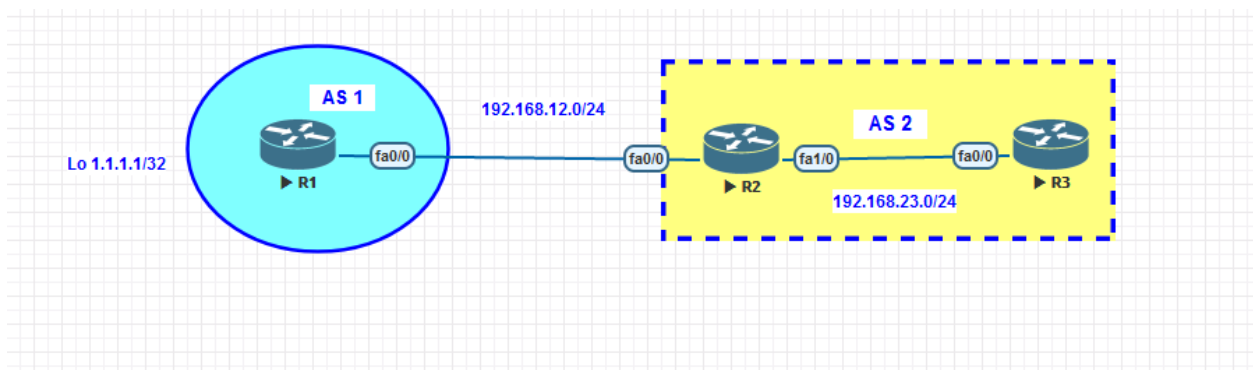 AS 1
192.168.12.0/24
AS 2
Lo 1.1.1.1/32
fa0/0
fa0/0
fa1/0
fa0/0
R1
R2
R3
192.168.23.0/24